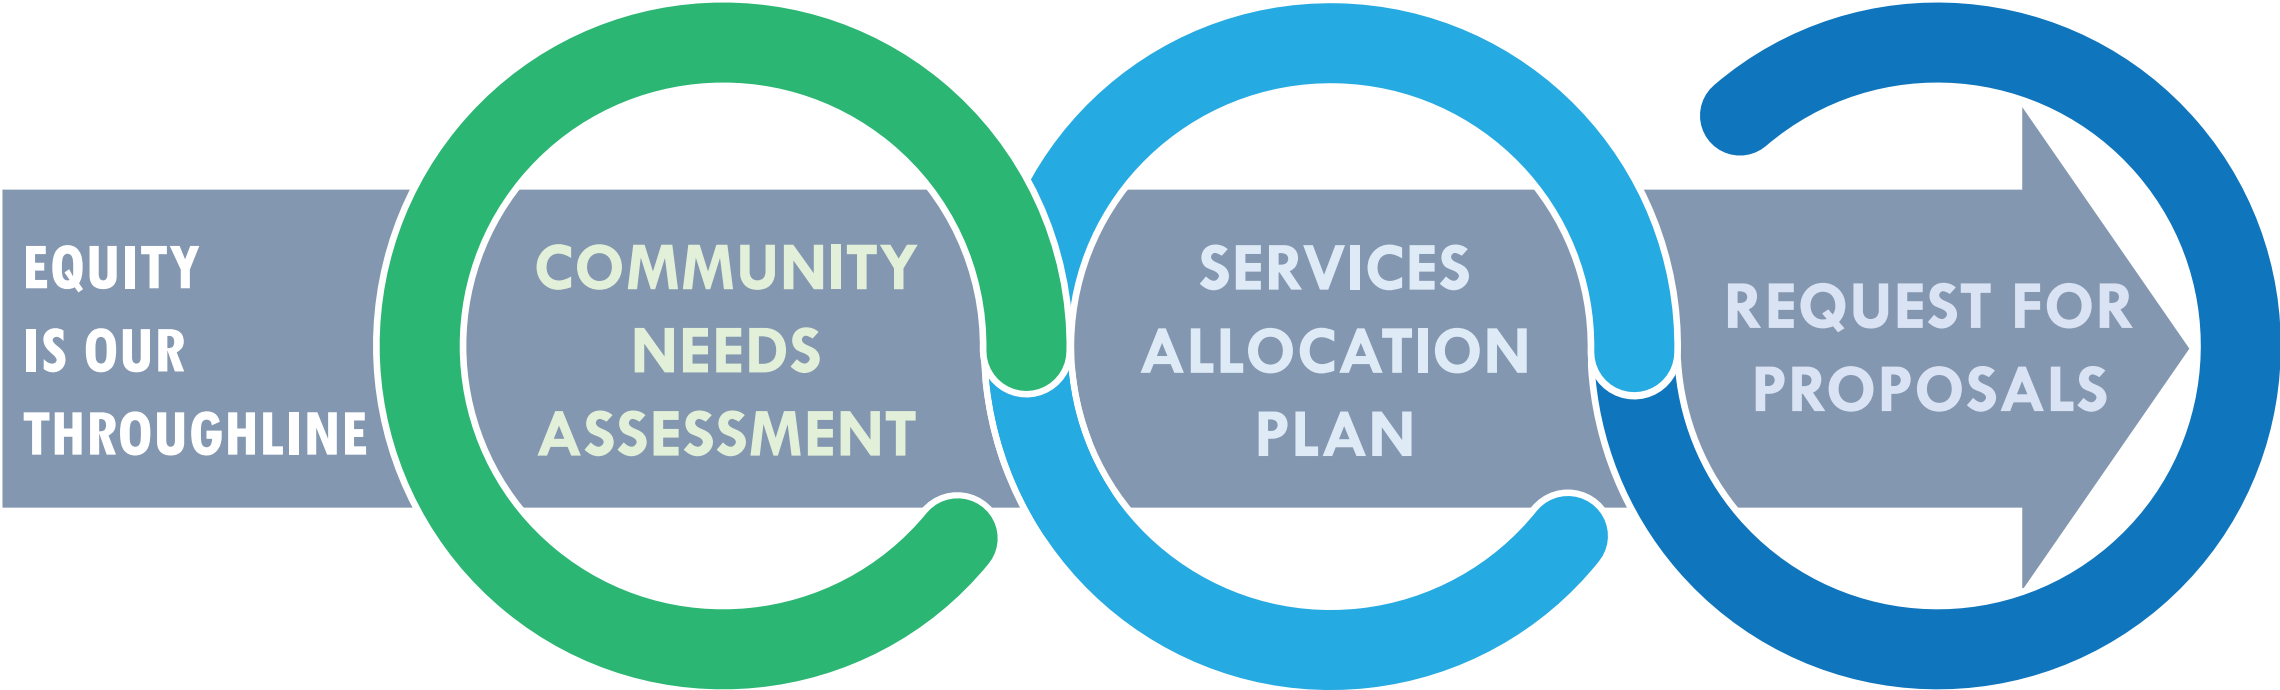 EQUITY
IS OUR
THROUGHLINE
COMMUNITY
NEEDS
ASSESSMENT
SERVICES
ALLOCATION
PLAN
REQUEST FOR
PROPOSALS